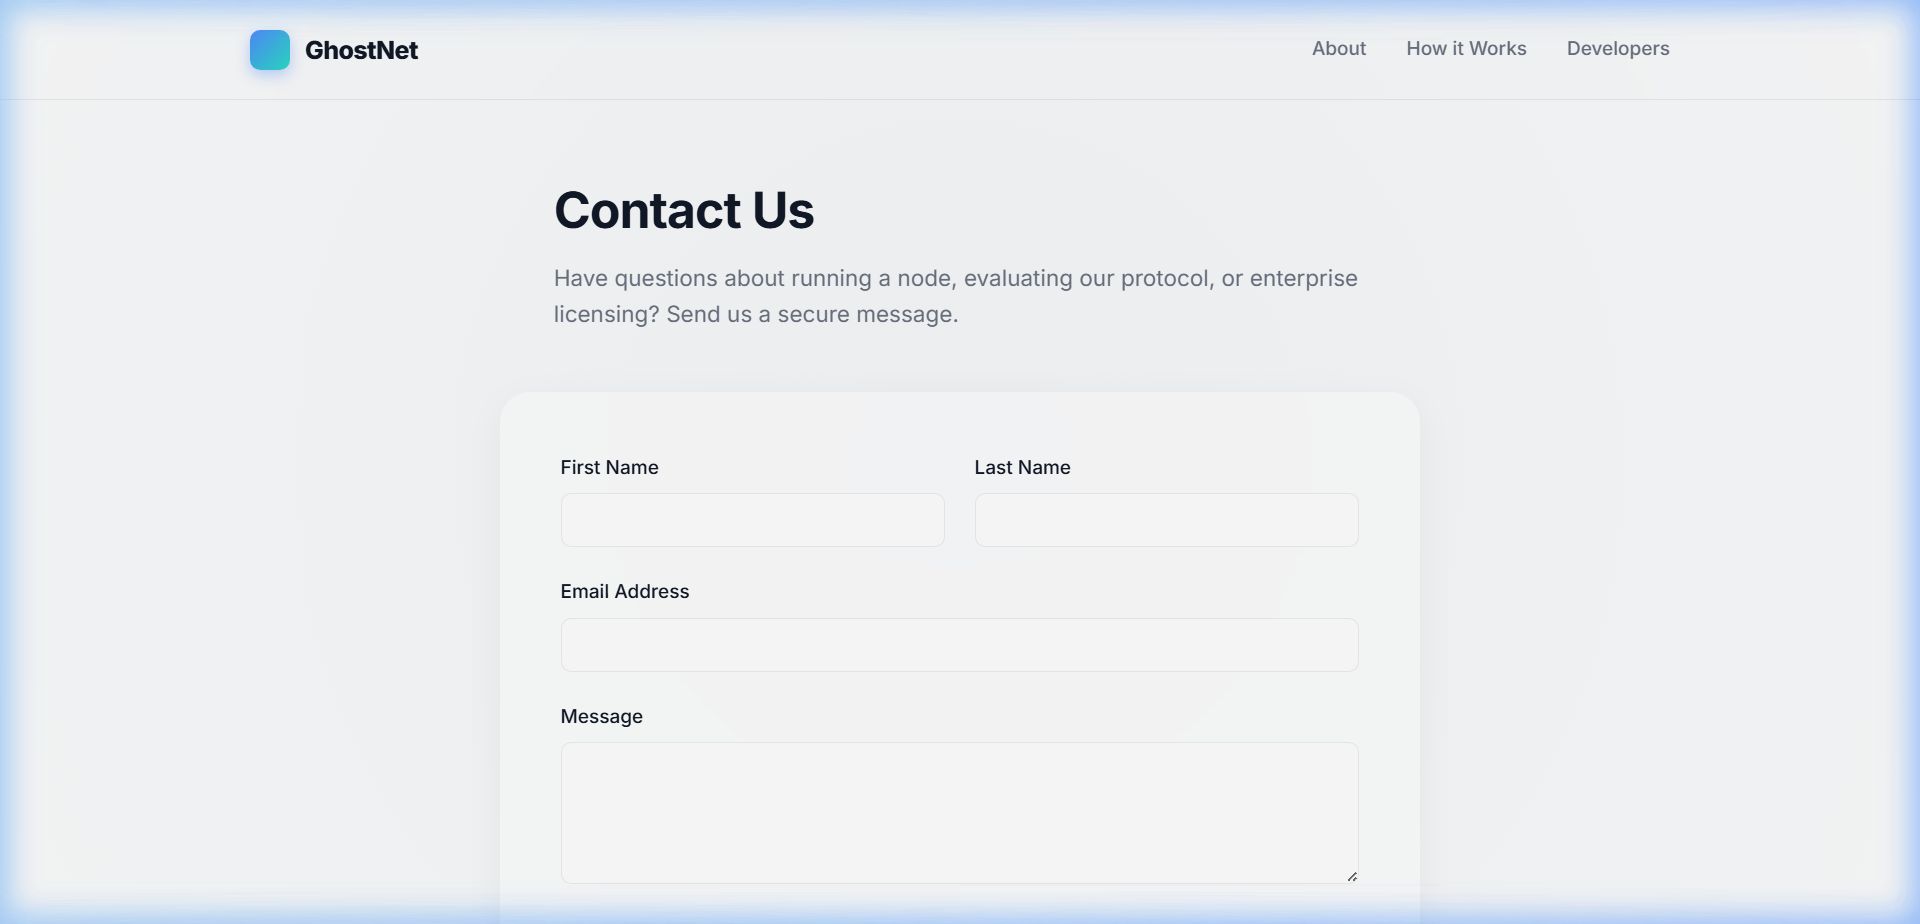 GhostNet
About
How it Works
Developers
Contact Us
Have questions about running a node, evaluating our protocol, or enterprise
licensing? Send us a secure message.
First Name
Last Name
Email Address
Message